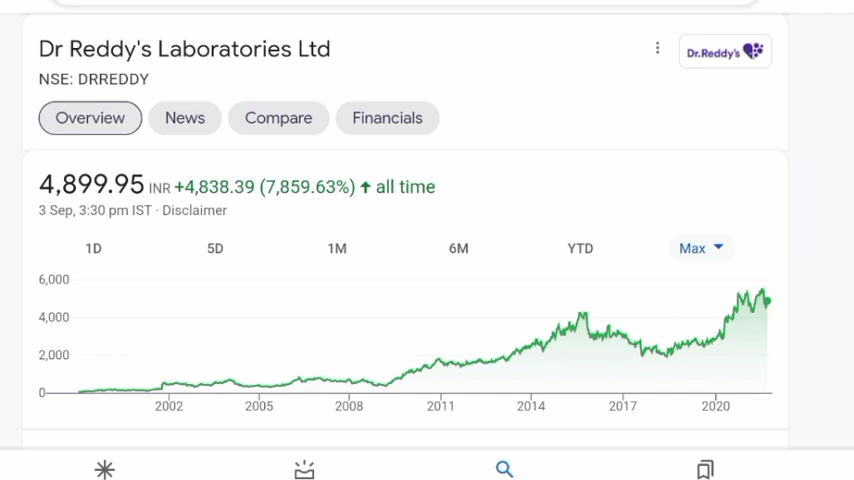 Dr Reddy's Laboratories Ltd
Dr.Reddy's
NSE: DRREDDY
Overview News Compare Financials
4,899.95 INR +4,838.39 (7,859.63%) ↑ all time
3 Sep, 3:30 pm IST · Disclaimer
1D 5D 1M 6M YTD Max
6,000
4,000
2,000
0
2002 2005 2008 2011 2014 2017 2020